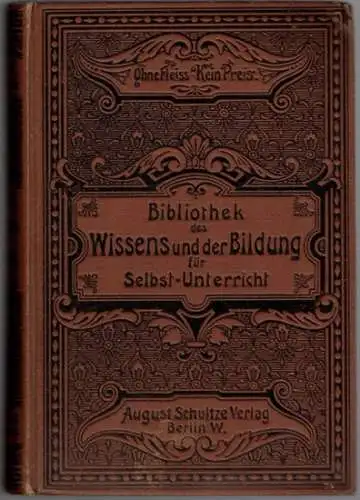 Ohne Fleiss - Kein Preis.
Bibliothek
des
Wissens und der Bildung
für
Selbst-Unterricht
August Schultze Verlag
Berlin W.